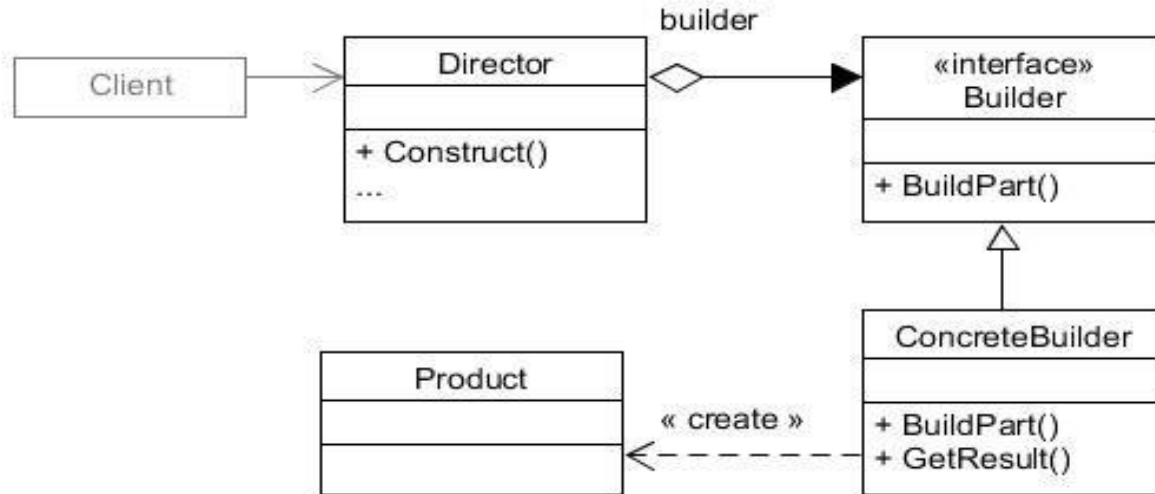 builder
Client
Director
+ Construct()
...
«interface»
Builder
+ BuildPart()
ConcreteBuilder
+ BuildPart()
+ GetResult()
Product
« create »